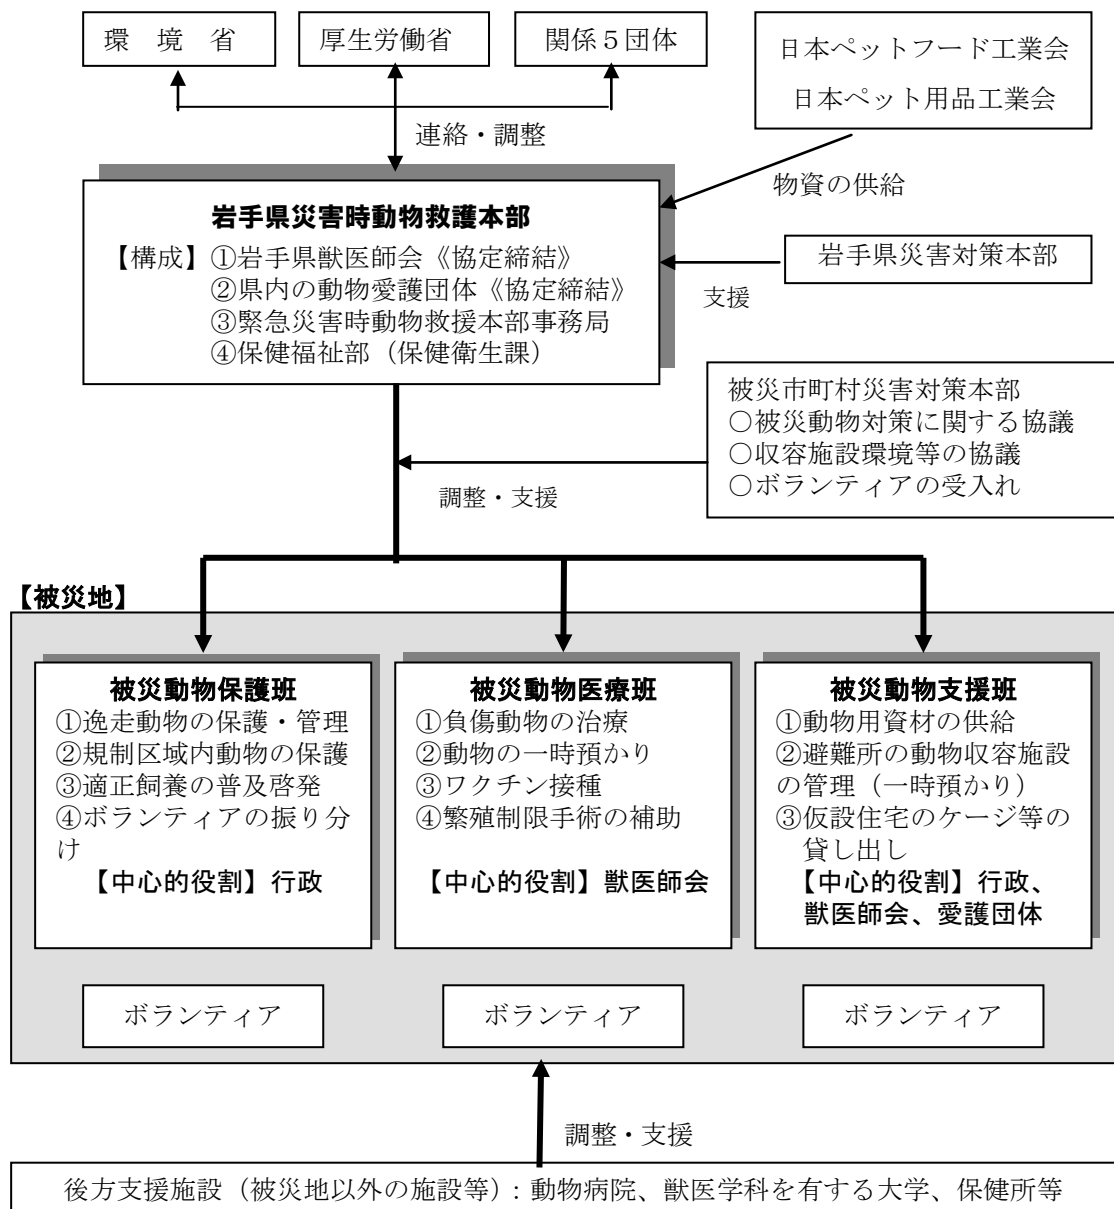 環　境　省
厚生労働省
関係５団体
日本ペットフード工業会
日本ペット用品工業会
連絡・調整
物資の供給
岩手県災害時動物救護本部
【構成】①岩手県獣医師会《協定締結》
②県内の動物愛護団体《協定締結》
③緊急災害時動物救援本部事務局
④保健福祉部（保健衛生課）
岩手県災害対策本部
支援
被災市町村災害対策本部
○被災動物対策に関する協議
○収容施設環境等の協議
○ボランティアの受入れ
調整・支援
【被災地】
被災動物保護班
①逸走動物の保護・管理
②規制区域内動物の保護
③適正飼養の普及啓発
④ボランティアの振り分
け
【中心的役割】行政
被災動物医療班
①負傷動物の治療
②動物の一時預かり
③ワクチン接種
④繁殖制限手術の補助
【中心的役割】獣医師会
被災動物支援班
①動物用資材の供給
②避難所の動物収容施設
の管理（一時預かり）
③仮設住宅のケージ等の
貸し出し
【中心的役割】行政、
獣医師会、愛護団体
ボランティア
ボランティア
ボランティア
調整・支援
後方支援施設（被災地以外の施設等）：動物病院、獣医学科を有する大学、保健所等